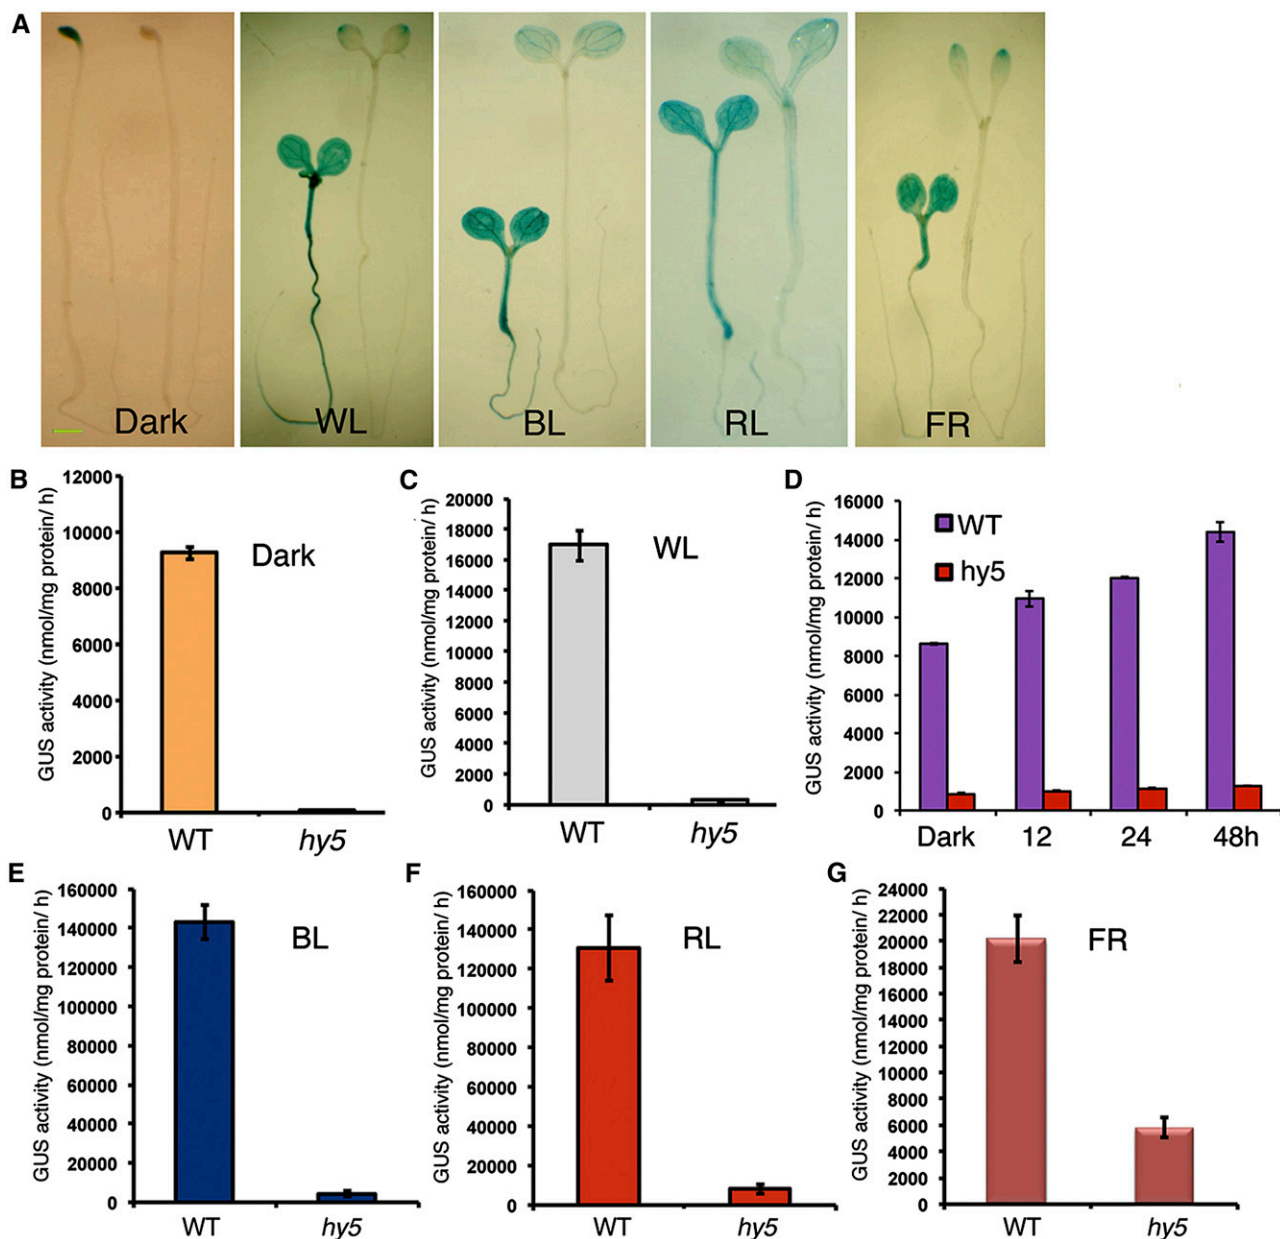 A
Dark
WL
BL
RL
FR
B
GUS activity (nmol/mg protein/ h)
12000
10000
8000
6000
4000
2000
0
Dark
WT
hy5
C
GUS activity (nmol/mg protein/ h)
20000
18000
16000
14000
12000
10000
8000
6000
4000
2000
0
WL
WT
hy5
D
GUS activity (nmol/mg protein/ h)
16000
14000
12000
10000
8000
6000
4000
2000
0
WT
hy5
Dark
12
24
48h
E
GUS activity (nmol/mg protein/ h)
160000
140000
120000
100000
80000
60000
40000
20000
0
BL
WT
hy5
F
GUS activity (nmol/mg protein/ h)
160000
140000
120000
100000
80000
60000
40000
20000
0
RL
WT
hy5
G
GUS activity (nmol/mg protein/ h)
24000
22000
20000
18000
16000
14000
12000
10000
8000
6000
4000
2000
0
FR
WT
hy5